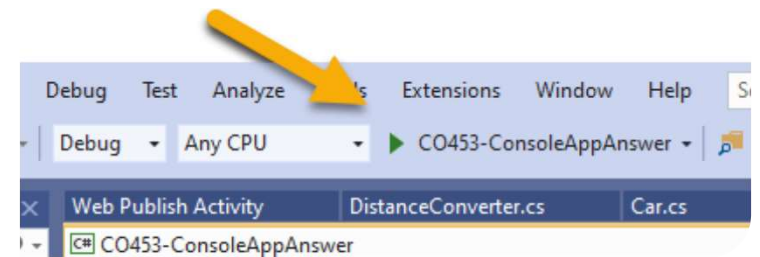 Debug Test Analyze Extensions Window Help
Debug Any CPU CO453-ConsoleAppAnswer
Web Publish Activity DistanceConverter.cs Car.cs
C# CO453-ConsoleAppAnswer